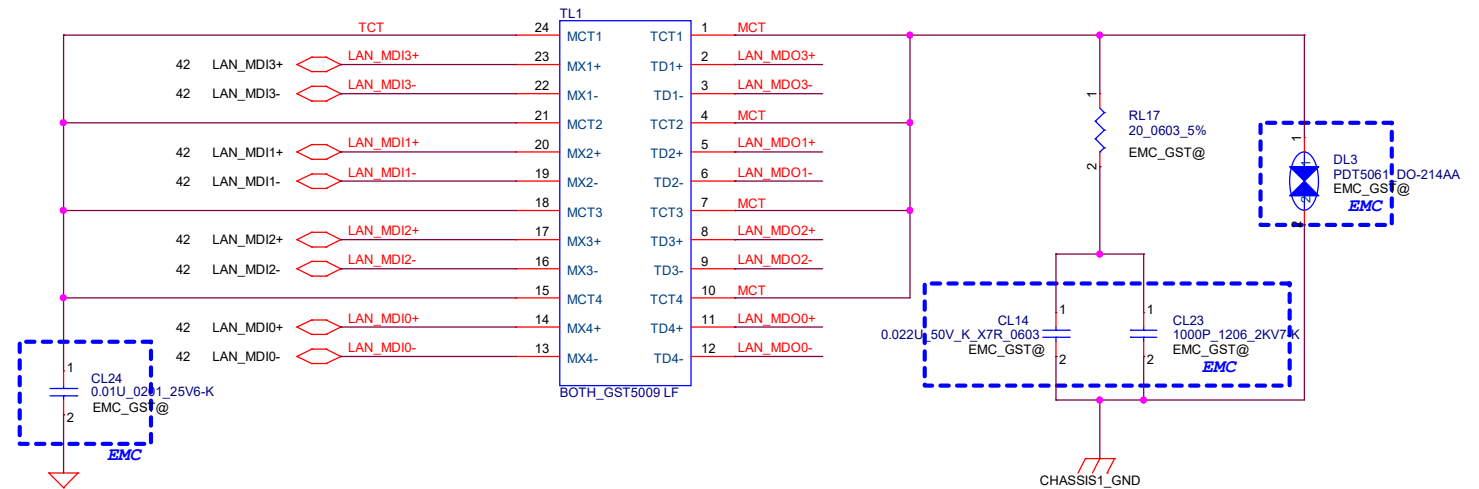 TL1
TCT 24 MCT1 TCT1 1 MCT
42 LAN_MDI3+ LAN_MDI3+ 23 MX1+ TD1+ 2 LAN_MDO3+
42 LAN_MDI3- LAN_MDI3- 22 MX1- TD1- 3 LAN_MDO3-
21 MCT2 TCT2 4 MCT
42 LAN_MDI1+ LAN_MDI1+ 20 MX2+ TD2+ 5 LAN_MDO1+
42 LAN_MDI1- LAN_MDI1- 19 MX2- TD2- 6 LAN_MDO1-
18 MCT3 TCT3 7 MCT
42 LAN_MDI2+ LAN_MDI2+ 17 MX3+ TD3+ 8 LAN_MDO2+
42 LAN_MDI2- LAN_MDI2- 16 MX3- TD3- 9 LAN_MDO2-
15 MCT4 TCT4 10 MCT
42 LAN_MDI0+ LAN_MDI0+ 14 MX4+ TD4+ 11 LAN_MDO0+
42 LAN_MDI0- LAN_MDI0- 13 MX4- TD4- 12 LAN_MDO0-
BOTH_GST5009 LF
1
RL17
20_0603_5%
EMC_GST@
2
1
1
DL3
PDT5061_DO-214AA
EMC_GST@
EMC
2
2
1
CL14
0.022U_50V_K_X7R_0603
EMC_GST@
2
1
CL23
1000P_1206_2KV7-K
EMC_GST@
2
EMC
1
CL24
0.01U_0201_25V6-K
EMC_GST@
2
EMC
CHASSIS1_GND